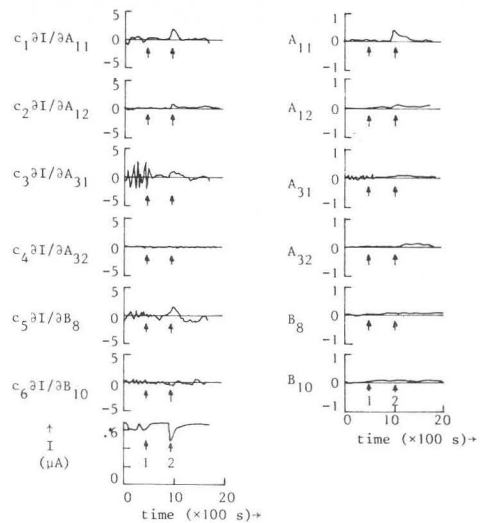 5
c₁∂I/∂A₁₁ 0
-5
5
c₂∂I/∂A₁₂ 0
-5
5
c₃∂I/∂A₃₁ 0
-5
5
c₄∂I/∂A₃₂ 0
-5
5
c₅∂I/∂B₈ 0
-5
5
c₆∂I/∂B₁₀ 0
-5
↑
I
(μA)
.6
0
1 2
0 10 20
time (×100 s)→
1
A₁₁ 0
-1
1
A₁₂ 0
-1
1
A₃₁ 0
-1
1
A₃₂ 0
-1
1
B₈ 0
-1
1
B₁₀ 0
-1
1 2
0 10 20
time (×100 s)→